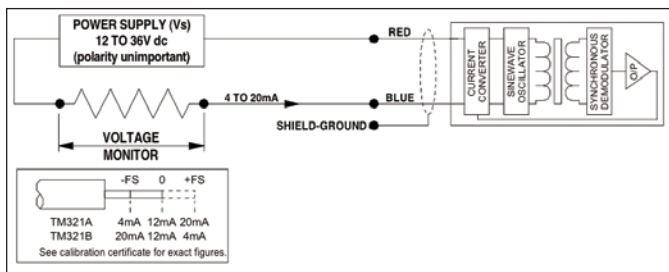 POWER SUPPLY (Vs)
12 TO 36V dc
(polarity unimportant)
RED
4 TO 20mA
BLUE
SHIELD-GROUND
VOLTAGE
MONITOR
CURRENT
CONVERTER
SINEWAVE
OSCILLATOR
SYNCHRONOUS
DEMODULATOR
O/P
-FS 0 +FS
TM321A 4mA 12mA 20mA
TM321B 20mA 12mA 4mA
See calibration certificate for exact figures.